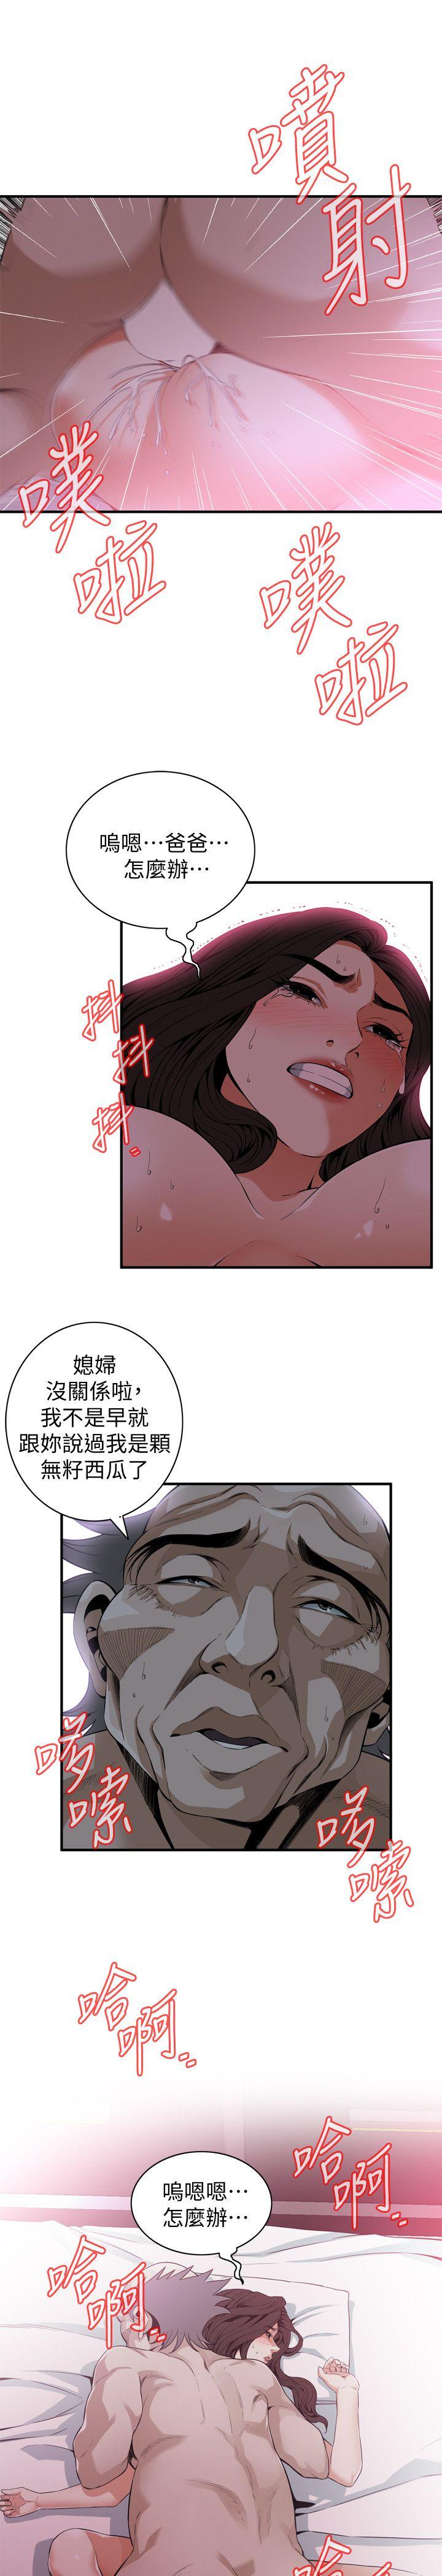 噴射
噗啦
噗啦
嗚嗯⋯爸爸⋯
怎麼辦⋯
抖
抖
抖
媳婦
沒關係啦，
我不是早就
跟妳說過我是顆
無籽西瓜了
哆嗦
哆嗦
哈啊..
哈啊..
嗚嗯嗯⋯
怎麼辦⋯
哈啊..
噴